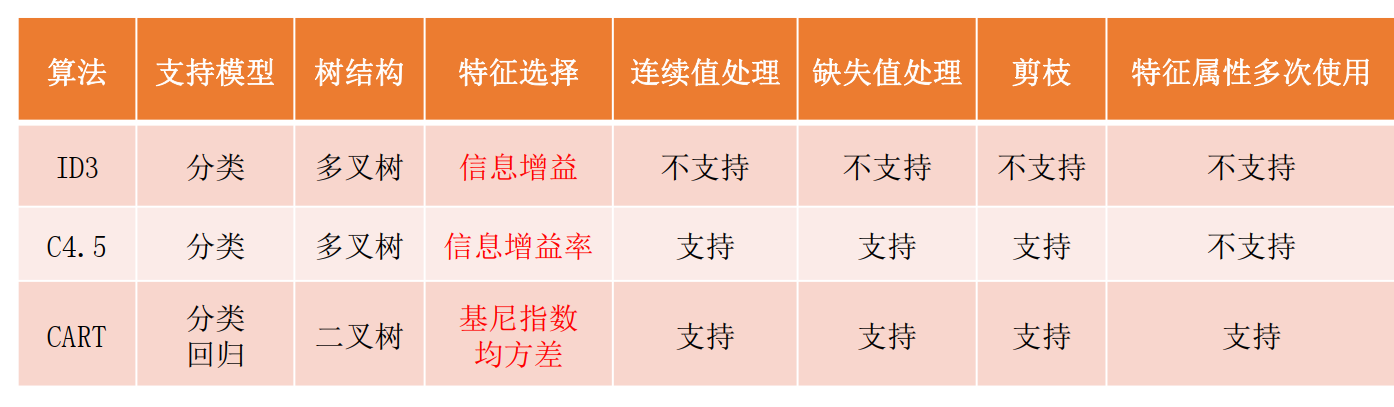 算法 支持模型 树结构 特征选择 连续值处理 缺失值处理 剪枝 特征属性多次使用
ID3 分类 多叉树 信息增益 不支持 不支持 不支持 不支持
C4.5 分类 多叉树 信息增益率 支持 支持 支持 不支持
CART 分类 二叉树 基尼指数 支持 支持 支持 支持
回归 均方差